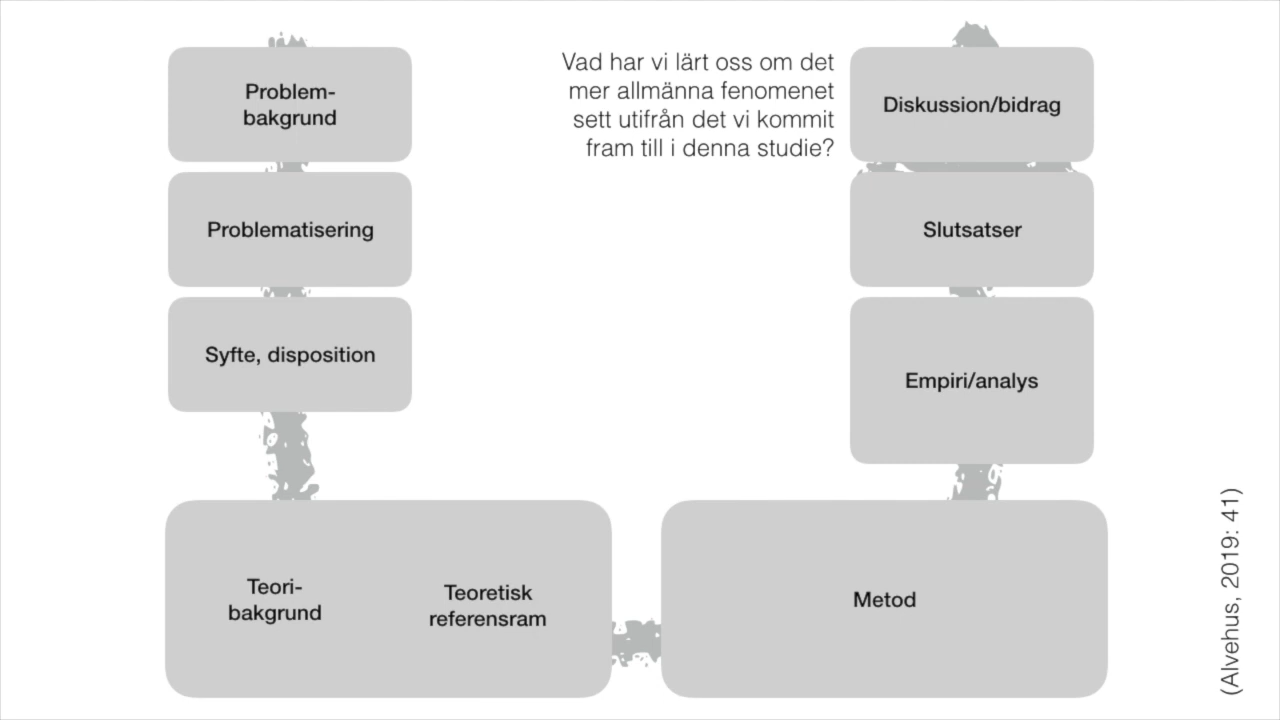 Problem-
bakgrund
Problematisering
Syfte, disposition
Teori-
bakgrund
Teoretisk
referensram
Metod
Empiri/analys
Slutsatser
Diskussion/bidrag
Vad har vi lärt oss om det
mer allmänna fenomenet
sett utifrån det vi kommit
fram till i denna studie?
(Alvehus, 2019: 41)